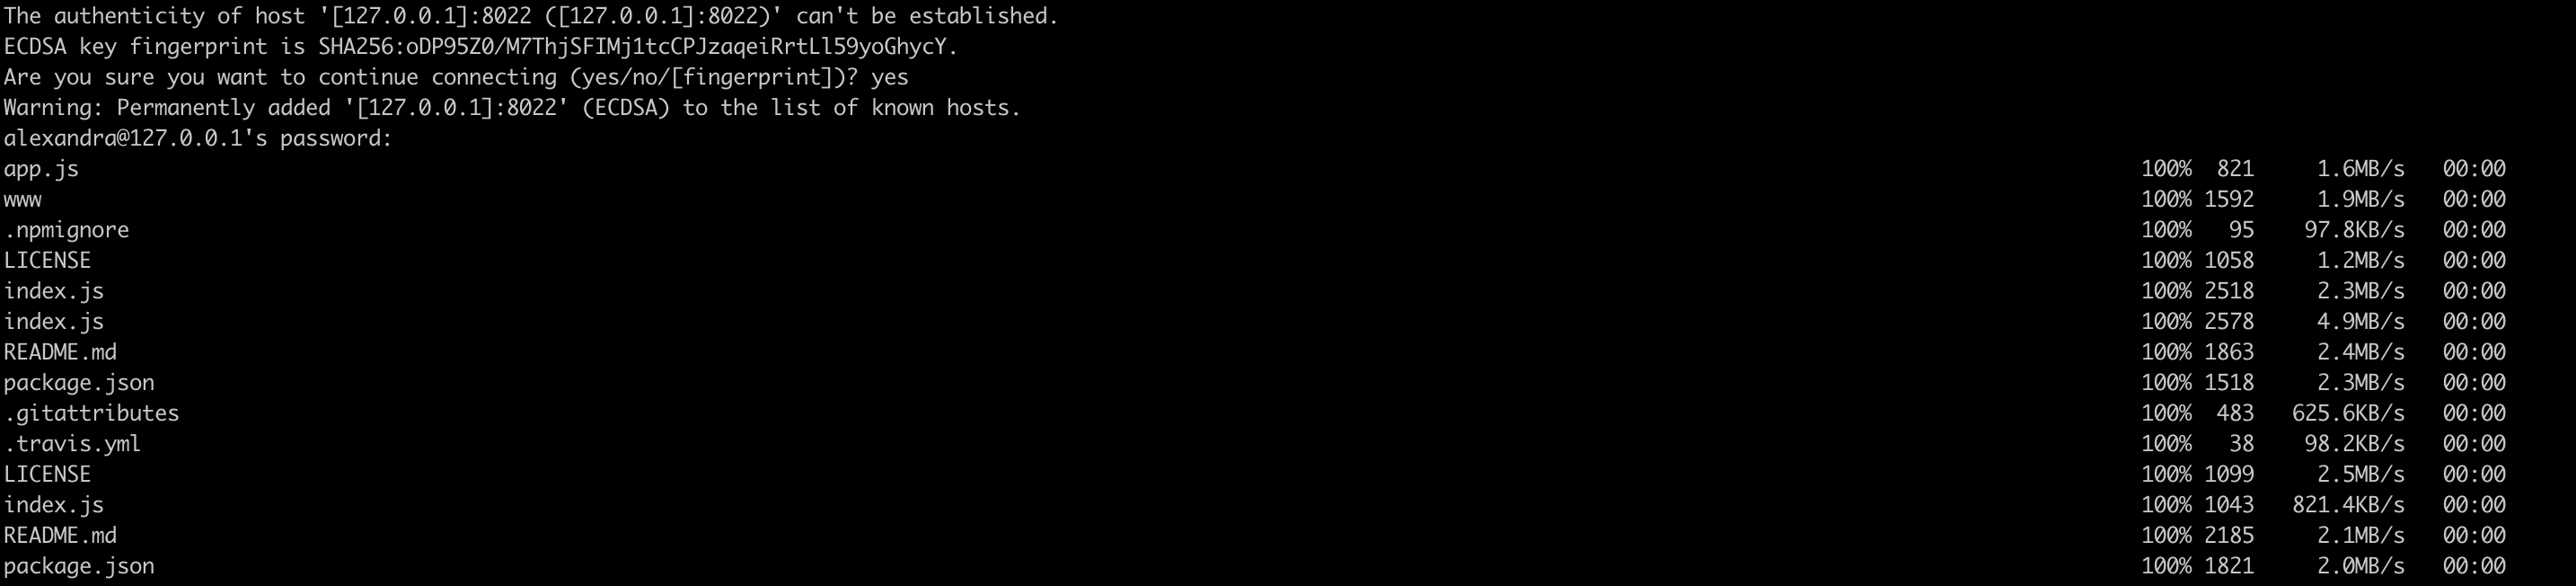 The authenticity of host '[127.0.0.1]:8022 ([127.0.0.1]:8022)' can't be established.
ECDSA key fingerprint is SHA256:oDP95Z0/M7ThjSFIMj1tcCPJzaqeiRrtLl59yoGhycY.
Are you sure you want to continue connecting (yes/no/[fingerprint])? yes
Warning: Permanently added '[127.0.0.1]:8022' (ECDSA) to the list of known hosts.
alexandra@127.0.0.1's password:
app.js 100% 821 1.6MB/s 00:00
www 100% 1592 1.9MB/s 00:00
.npmignore 100% 95 97.8KB/s 00:00
LICENSE 100% 1058 1.2MB/s 00:00
index.js 100% 2518 2.3MB/s 00:00
index.js 100% 2578 4.9MB/s 00:00
README.md 100% 1863 2.4MB/s 00:00
package.json 100% 1518 2.3MB/s 00:00
.gitattributes 100% 483 625.6KB/s 00:00
.travis.yml 100% 38 98.2KB/s 00:00
LICENSE 100% 1099 2.5MB/s 00:00
index.js 100% 1043 821.4KB/s 00:00
README.md 100% 2185 2.1MB/s 00:00
package.json 100% 1821 2.0MB/s 00:00